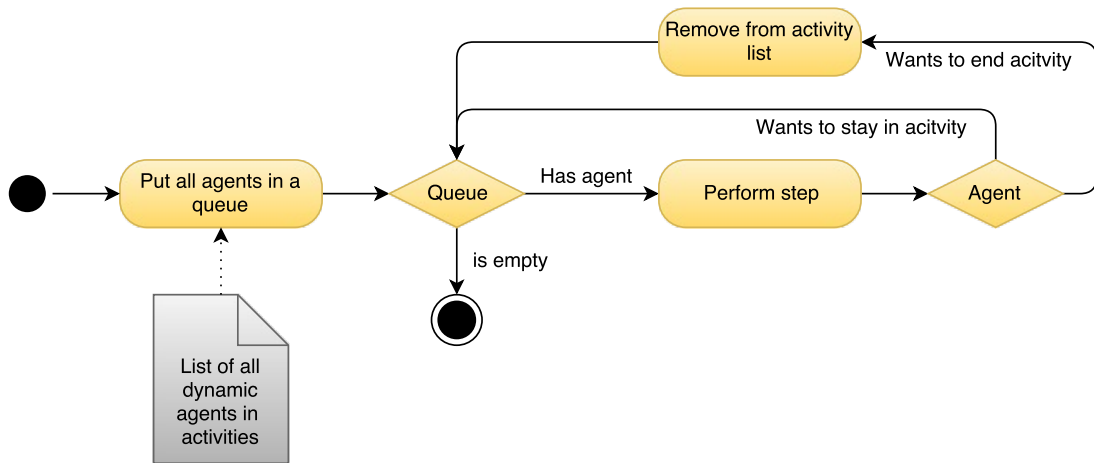 Remove from activity
list
Wants to end acitvity
Wants to stay in acitvity
Put all agents in a
queue
Queue
Has agent
Perform step
Agent
is empty
List of all
dynamic
agents in
activities